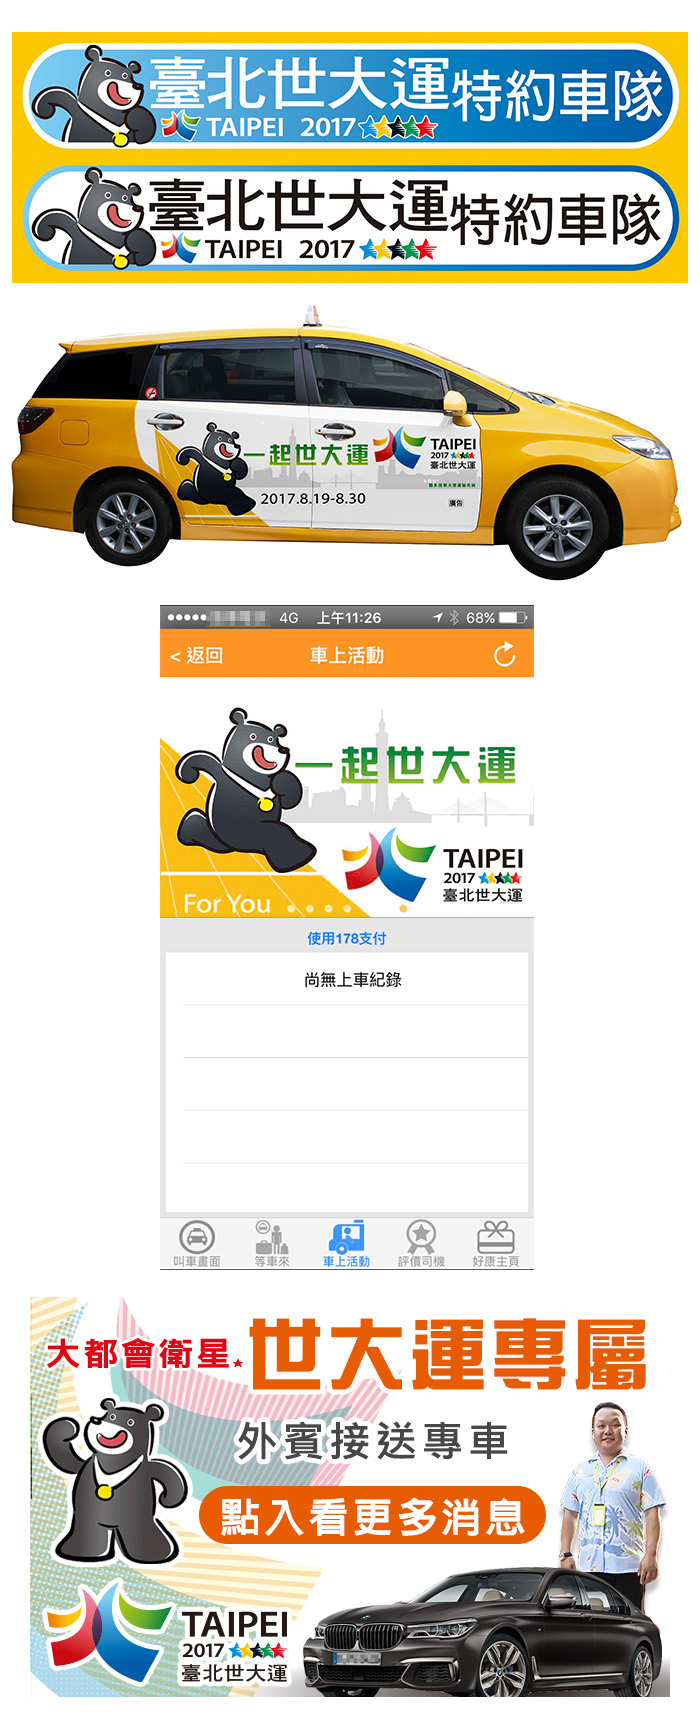 臺北世大運特約車隊
TAIPEI 2017
臺北世大運特約車隊
TAIPEI 2017
一起世大運
2017.8.19-8.30
TAIPEI
2017
臺北世大運
廣告
4G 上午11:26 68%
< 返回 車上活動
一起世大運
TAIPEI
2017
臺北世大運
For You
使用178支付
尚無上車紀錄
叫車畫面 等車來 車上活動 評價司機 好康主頁
大都會衛星 世大運專屬
外賓接送專車
點入看更多消息
TAIPEI
2017
臺北世大運